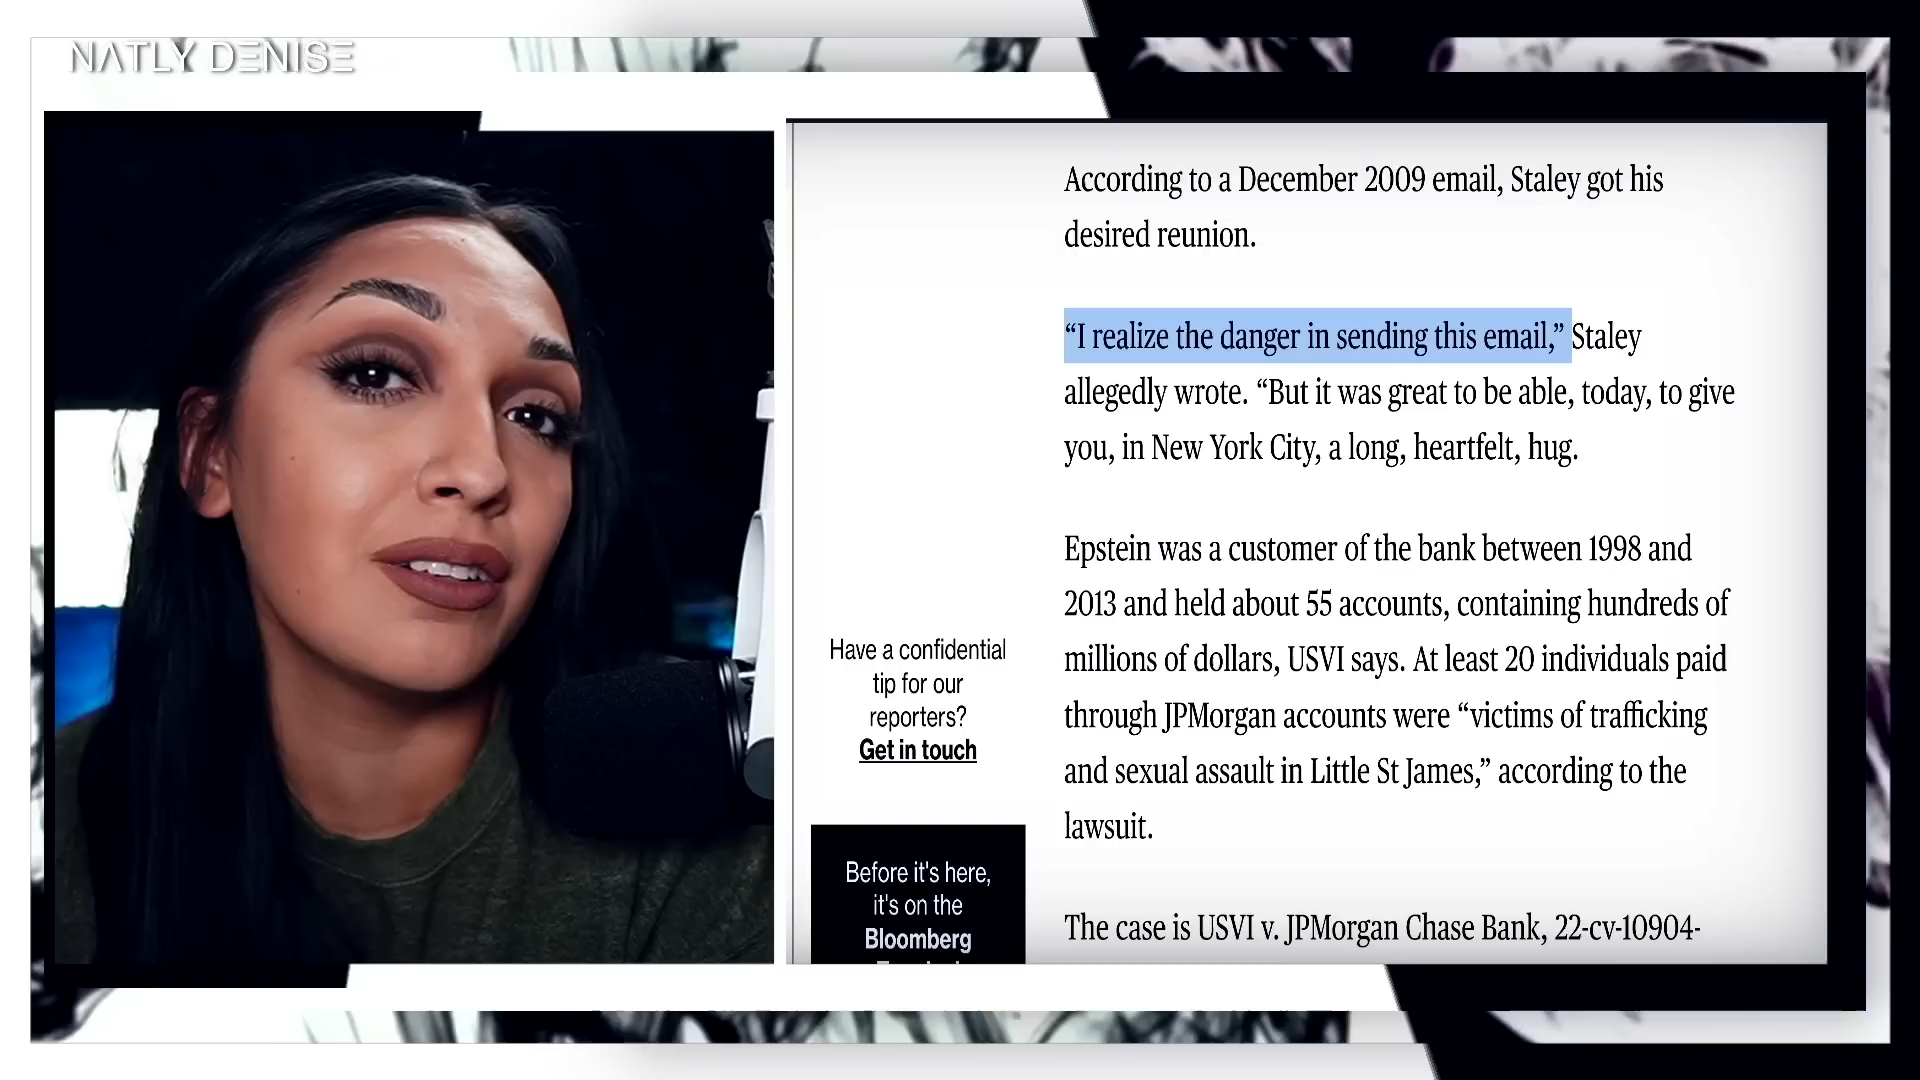 NATLY DENISE
According to a December 2009 email, Staley got his
desired reunion.
“I realize the danger in sending this email,” Staley
allegedly wrote. “But it was great to be able, today, to give
you, in New York City, a long, heartfelt, hug.
Epstein was a customer of the bank between 1998 and
2013 and held about 55 accounts, containing hundreds of
millions of dollars, USVI says. At least 20 individuals paid
through JPMorgan accounts were “victims of trafficking
and sexual assault in Little St James,” according to the
lawsuit.
The case is USVI v. JPMorgan Chase Bank, 22-cv-10904-
Have a confidential
tip for our
reporters?
Get in touch
Before it's here,
it's on the
Bloomberg